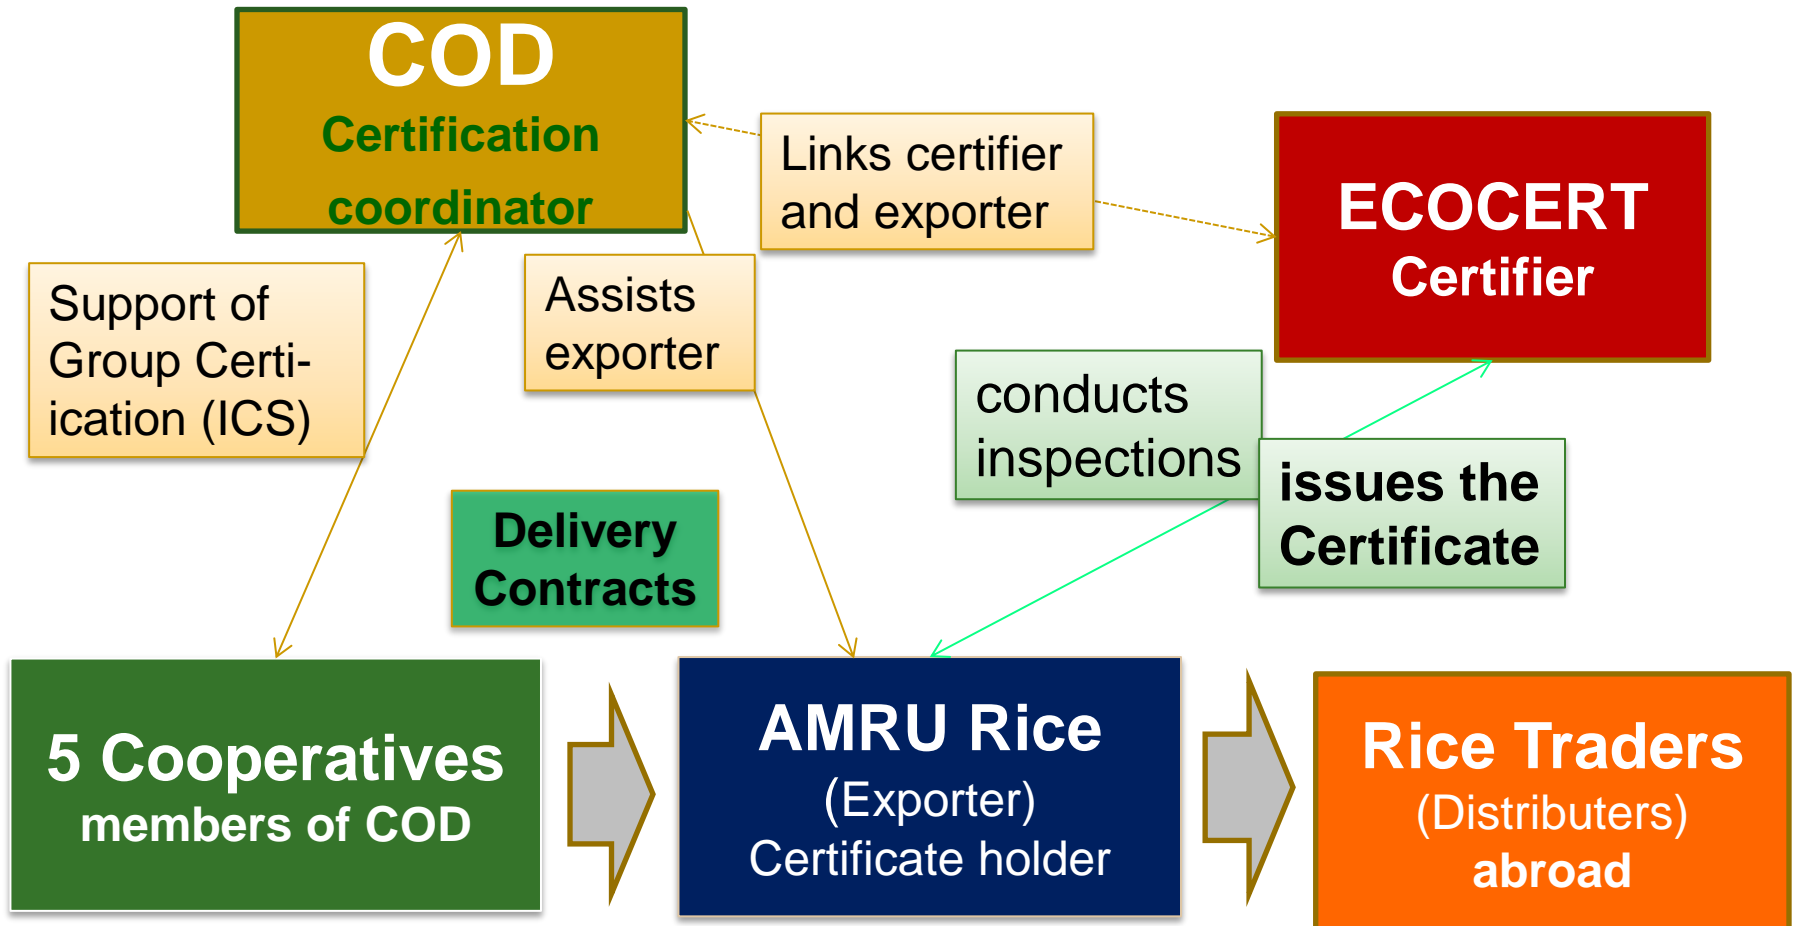 COD
Certification
coordinator
Links certifier
and exporter
ECOCERT
Certifier
Support of
Group Certi-
ication (ICS)
Assists
exporter
conducts
inspections
issues the
Certificate
Delivery
Contracts
5 Cooperatives
members of COD
AMRU Rice
(Exporter)
Certificate holder
Rice Traders
(Distributers)
abroad